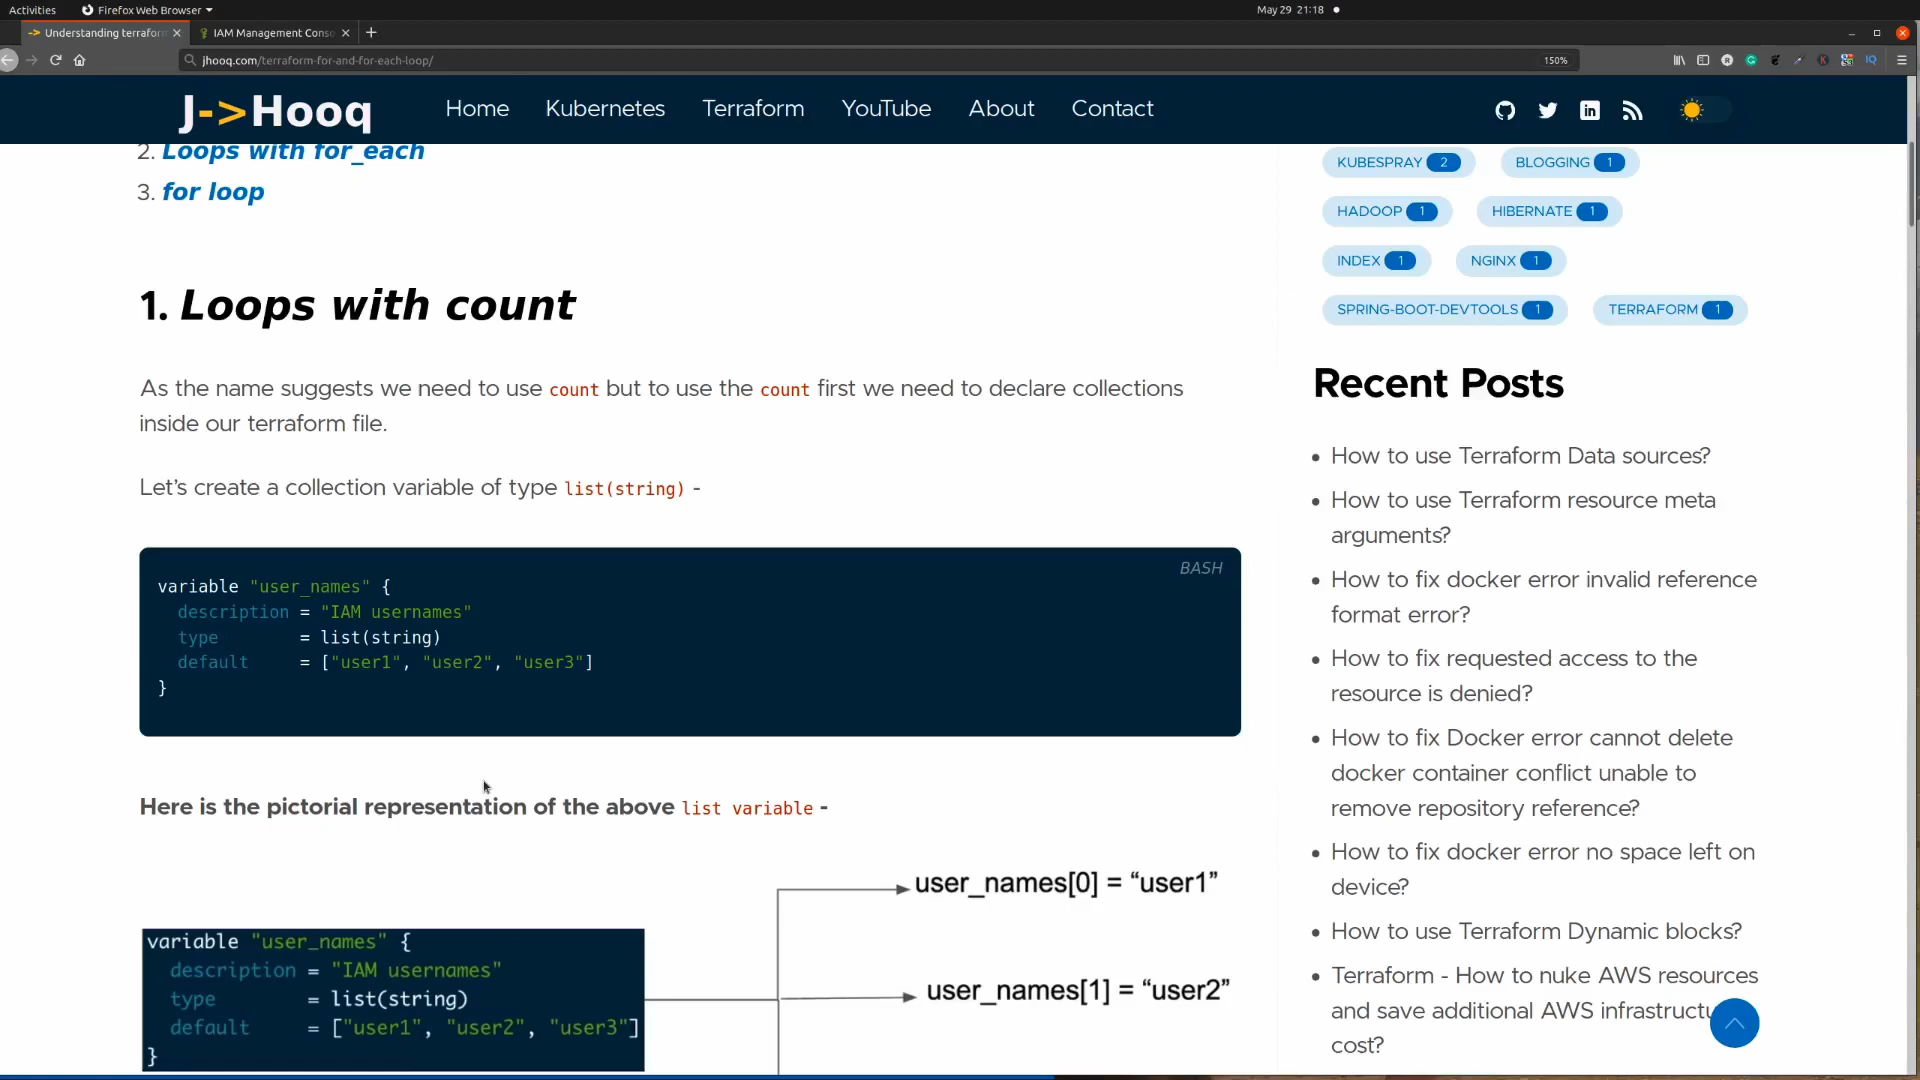 Activities
Firefox Web Browser
May 29 21:18
-> Understanding terrafor
IAM Management Conso
jhooq.com/terraform-for-and-for-each-loop/
150%
J->Hooq
Home
Kubernetes
Terraform
YouTube
About
Contact
2. Loops with for_each
3. for loop
1. Loops with count
As the name suggests we need to use count but to use the count first we need to declare collections
inside our terraform file.
Let's create a collection variable of type list(string) -
BASH
variable "user_names" {
description = "IAM usernames"
type = list(string)
default = ["user1", "user2", "user3"]
}
Here is the pictorial representation of the above list variable -
variable "user_names" {
description = "IAM usernames"
type = list(string)
default = ["user1", "user2", "user3"]
}
user_names[0] = “user1”
user_names[1] = “user2”
KUBESPRAY 2
BLOGGING 1
HADOOP 1
HIBERNATE 1
INDEX 1
NGINX 1
SPRING-BOOT-DEVTOOLS 1
TERRAFORM 1
Recent Posts
How to use Terraform Data sources?
How to use Terraform resource meta
arguments?
How to fix docker error invalid reference
format error?
How to fix requested access to the
resource is denied?
How to fix Docker error cannot delete
docker container conflict unable to
remove repository reference?
How to fix docker error no space left on
device?
How to use Terraform Dynamic blocks?
Terraform - How to nuke AWS resources
and save additional AWS infrastructu
cost?